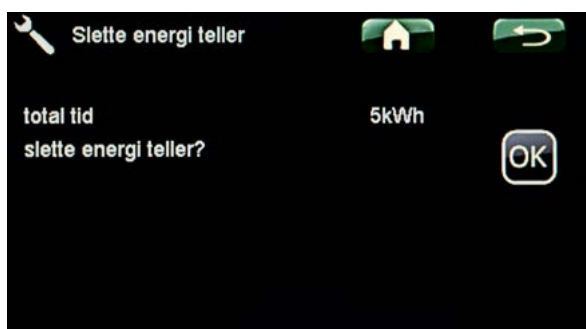 Slette energi teller
total tid 5kWh
slette energi teller?
OK